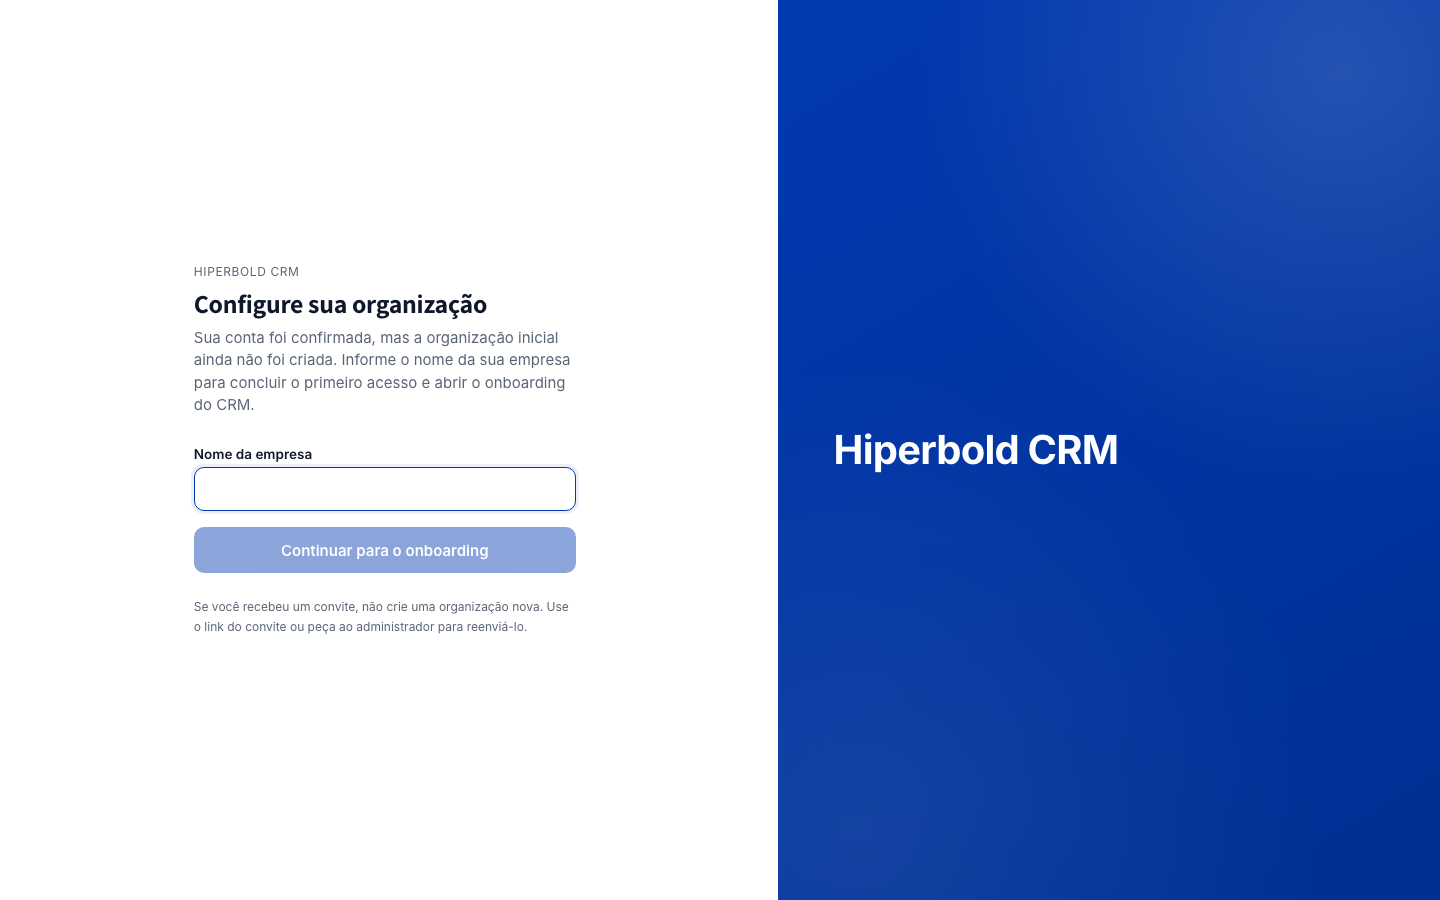 HIPERBOLD CRM
Configure sua organização
Sua conta foi confirmada, mas a organização inicial
ainda não foi criada. Informe o nome da sua empresa
para concluir o primeiro acesso e abrir o onboarding
do CRM.
Nome da empresa
Continuar para o onboarding
Se você recebeu um convite, não crie uma organização nova. Use
o link do convite ou peça ao administrador para reenviá-lo.
Hiperbold CRM